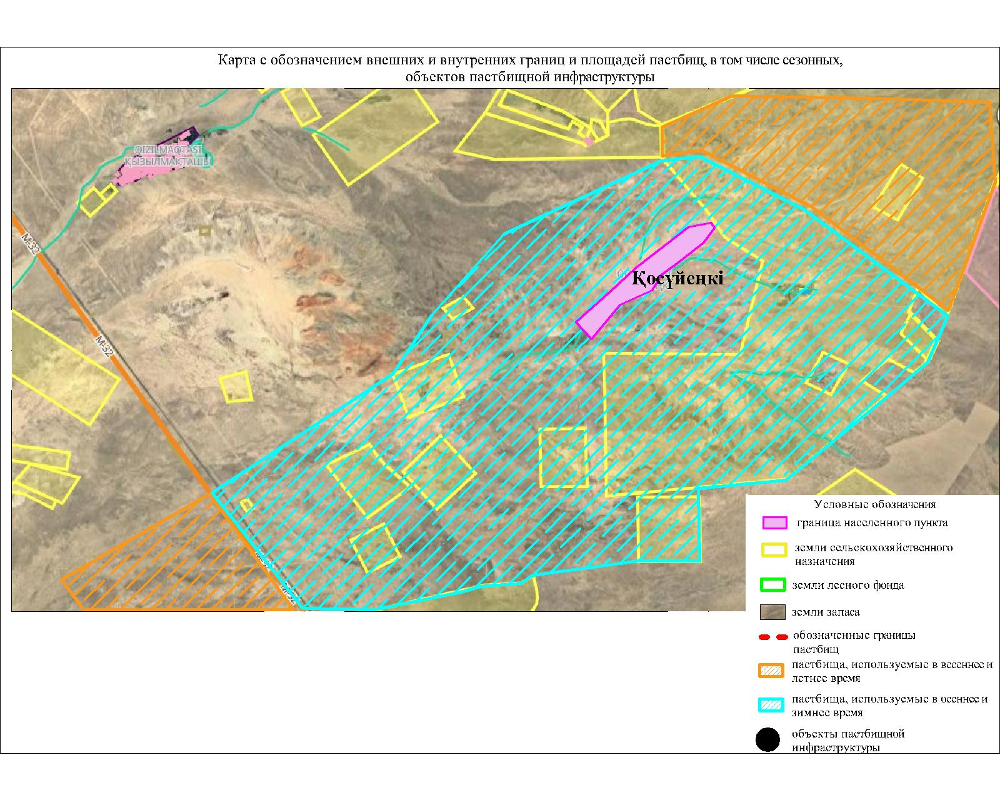 Карта с обозначением внешних и внутренних границ и площадей пастбищ, в том числе сезонных,
объектов пастбищной инфраструктуры
QIZILMAQTASI
ҚЫЗЫЛМАҚТАШЫ
М-32
Қосүйеңкі
М-32
М-32
М-32
Условные обозначения
граница населенного пункта
земли сельскохозяйственного
назначения
земли лесного фонда
земли запаса
обозначенные границы
пастбищ
пастбища, используемые в весеннее и
летнее время
пастбища, используемые в осеннее и
зимнее время
объекты пастбищной
инфраструктуры